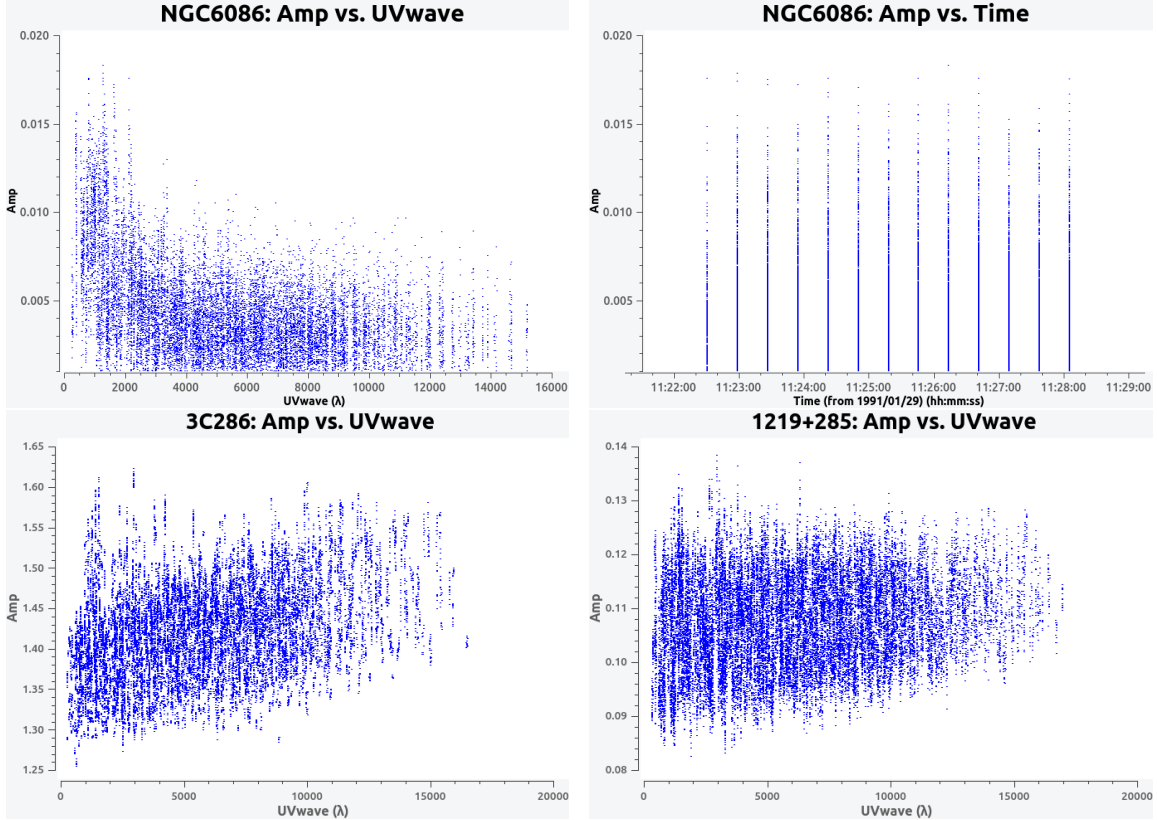 NGC6086: Amp vs. UVwave
0.020
0.015
0.010
0.005
Amp
0 2000 4000 6000 8000 10000 12000 14000 16000
UVwave (λ)
NGC6086: Amp vs. Time
0.020
0.015
0.010
0.005
Amp
11:22:00 11:23:00 11:24:00 11:25:00 11:26:00 11:27:00 11:28:00 11:29:00
Time (from 1991/01/29) (hh:mm:ss)
3C286: Amp vs. UVwave
1.65
1.60
1.55
1.50
1.45
1.40
1.35
1.30
1.25
Amp
0 5000 10000 15000 20000
UVwave (λ)
1219+285: Amp vs. UVwave
0.14
0.13
0.12
0.11
0.10
0.09
0.08
Amp
0 5000 10000 15000 20000
UVwave (λ)